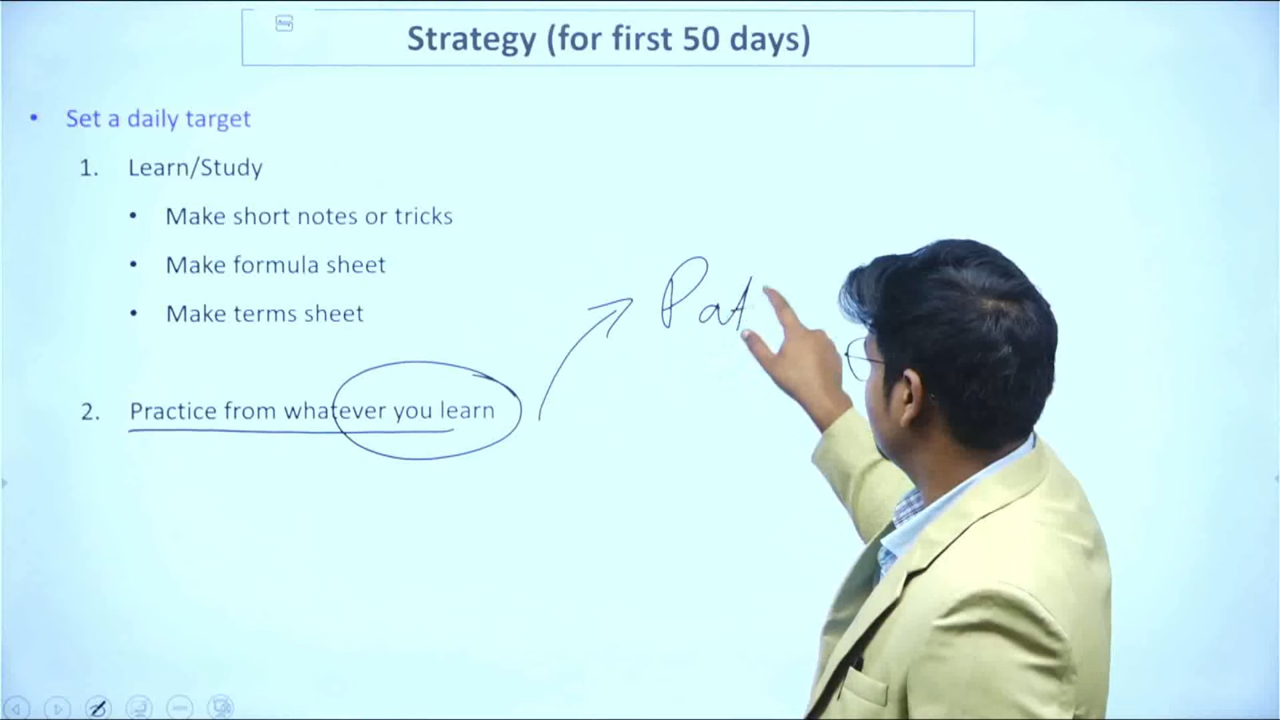 Strategy (for first 50 days)
• Set a daily target
1. Learn/Study
• Make short notes or tricks
• Make formula sheet
• Make terms sheet
Pat
2. Practice from whatever you learn